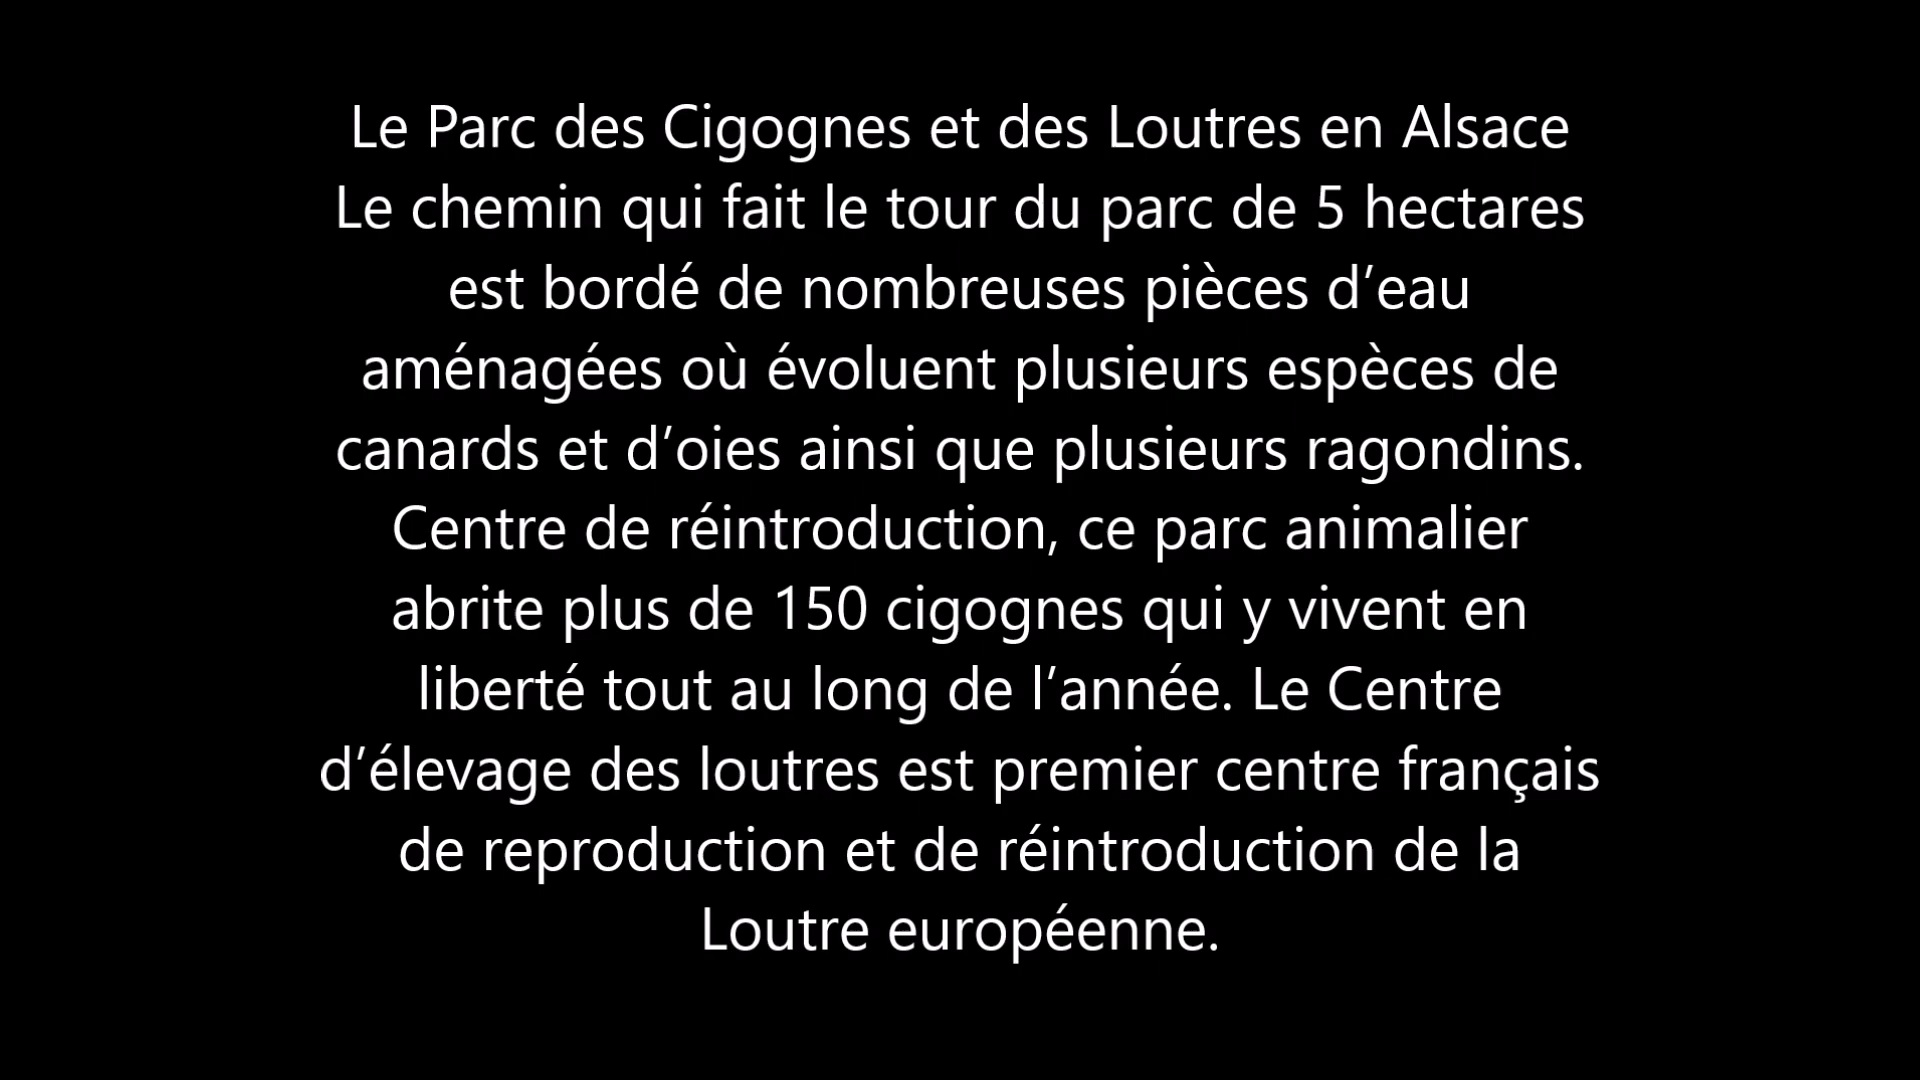 Le Parc des Cigognes et des Loutres en Alsace
Le chemin qui fait le tour du parc de 5 hectares
est bordé de nombreuses pièces d’eau
aménagées où évoluent plusieurs espèces de
canards et d’oies ainsi que plusieurs ragondins.
Centre de réintroduction, ce parc animalier
abrite plus de 150 cigognes qui y vivent en
liberté tout au long de l’année. Le Centre
d’élevage des loutres est premier centre français
de reproduction et de réintroduction de la
Loutre européenne.